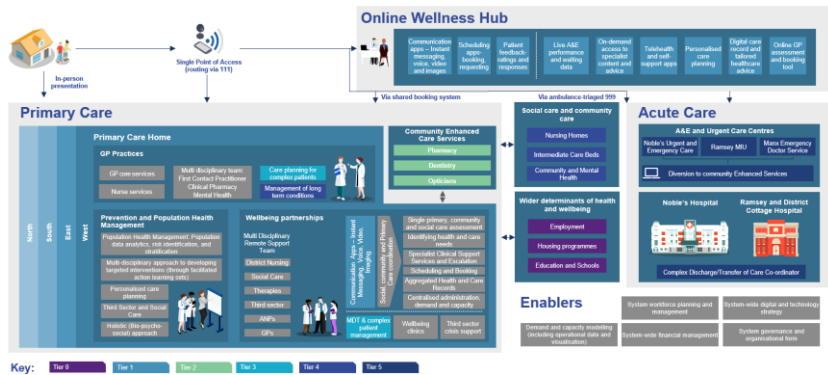 Online Wellness Hub
Communication
apps – Instant
messaging,
voice, video
and images
Scheduling
apps-
booking,
requesting
Patient
feedback-
ratings and
responses
Live A&E
performance
and waiting
data
On-demand
access to
specialist
content and
advice
Telehealth
and self-
support apps
Personalised
care
planning
Digital care
record and
tailored
healthcare
advice
Online GP
assessment
and booking
tool
In-person
presentation
Single Point of Access
(routing via 111)
Via shared booking system
Via ambulance-triaged 999
Primary Care
North
South
East
West
Primary Care Home
GP Practices
GP core services
Nurse services
Multi disciplinary team:
First Contact Practitioner
Clinical Pharmacy
Mental Health
Care planning for
complex patients
Management of long
term conditions
Community Enhanced
Care Services
Pharmacy
Dentistry
Opticians
Prevention and Population Health
Management
Population Health Management: Population
data analytics, risk identification, and
stratification
Multi-disciplinary approach to developing
targeted interventions (through facilitated
action learning sets)
Personalised care
planning
Third Sector and Social
Care
Holistic (Bio-psycho-
social) approach
Wellbeing partnerships
Multi Disciplinary
Remote Support
Team
District Nursing
Social Care
Therapies
Third sector
ANPs
GPs
Communication Apps – Instant
Messaging, Voice, Video,
Imaging
Social, community and Primary
Care coordination
Single primary, community
and social care assessment
Identifying health and care
needs
Specialist Clinical Support
Services and Escalation
Scheduling and Booking
Aggregated Health and Care
Records
Centralised administration,
demand and capacity
MDT & complex
patient
management
Wellbeing
clinics
Third sector
crisis support
Social care and community
care
Nursing Homes
Intermediate Care Beds
Community and Mental
Health
Wider determinants of health
and wellbeing
Employment
Housing programmes
Education and Schools
Acute Care
A&E and Urgent Care Centres
Noble's Urgent and
Emergency Care
Ramsey MIU
Manx Emergency
Doctor Service
Diversion to community Enhanced Services
Noble's Hospital
Ramsey and District
Cottage Hospital
Complex Discharge/Transfer of Care Co-ordinator
Enablers
System workforce planning and
management
System-wide digital and technology
strategy
Demand and capacity modelling
(including operational data and
visualisation)
System-wide financial management
System governance and
organisational form
Key:
Tier 0
Tier 1
Tier 2
Tier 3
Tier 4
Tier 5